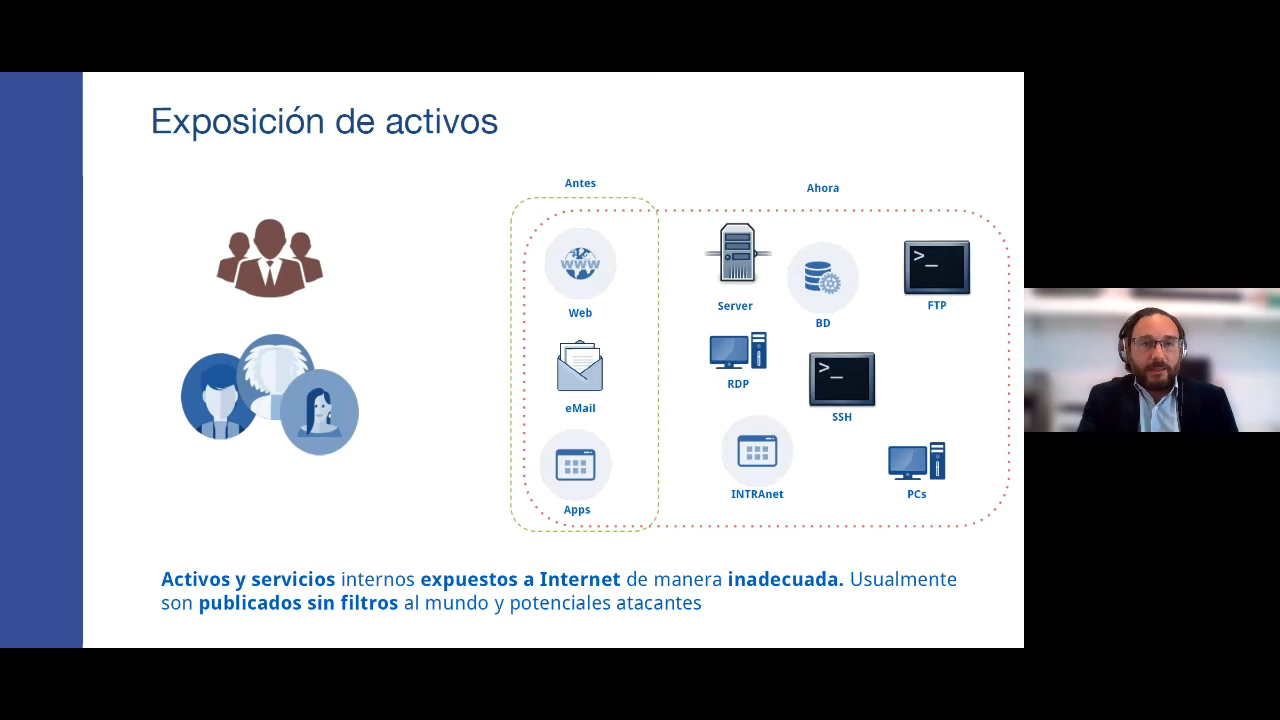 Exposición de activos
Antes
Ahora
WWW
Web
Server
BD
>_
FTP
eMail
RDP
>_
SSH
Apps
INTRAnet
PCs
Activos y servicios internos expuestos a Internet de manera inadecuada. Usualmente
son publicados sin filtros al mundo y potenciales atacantes